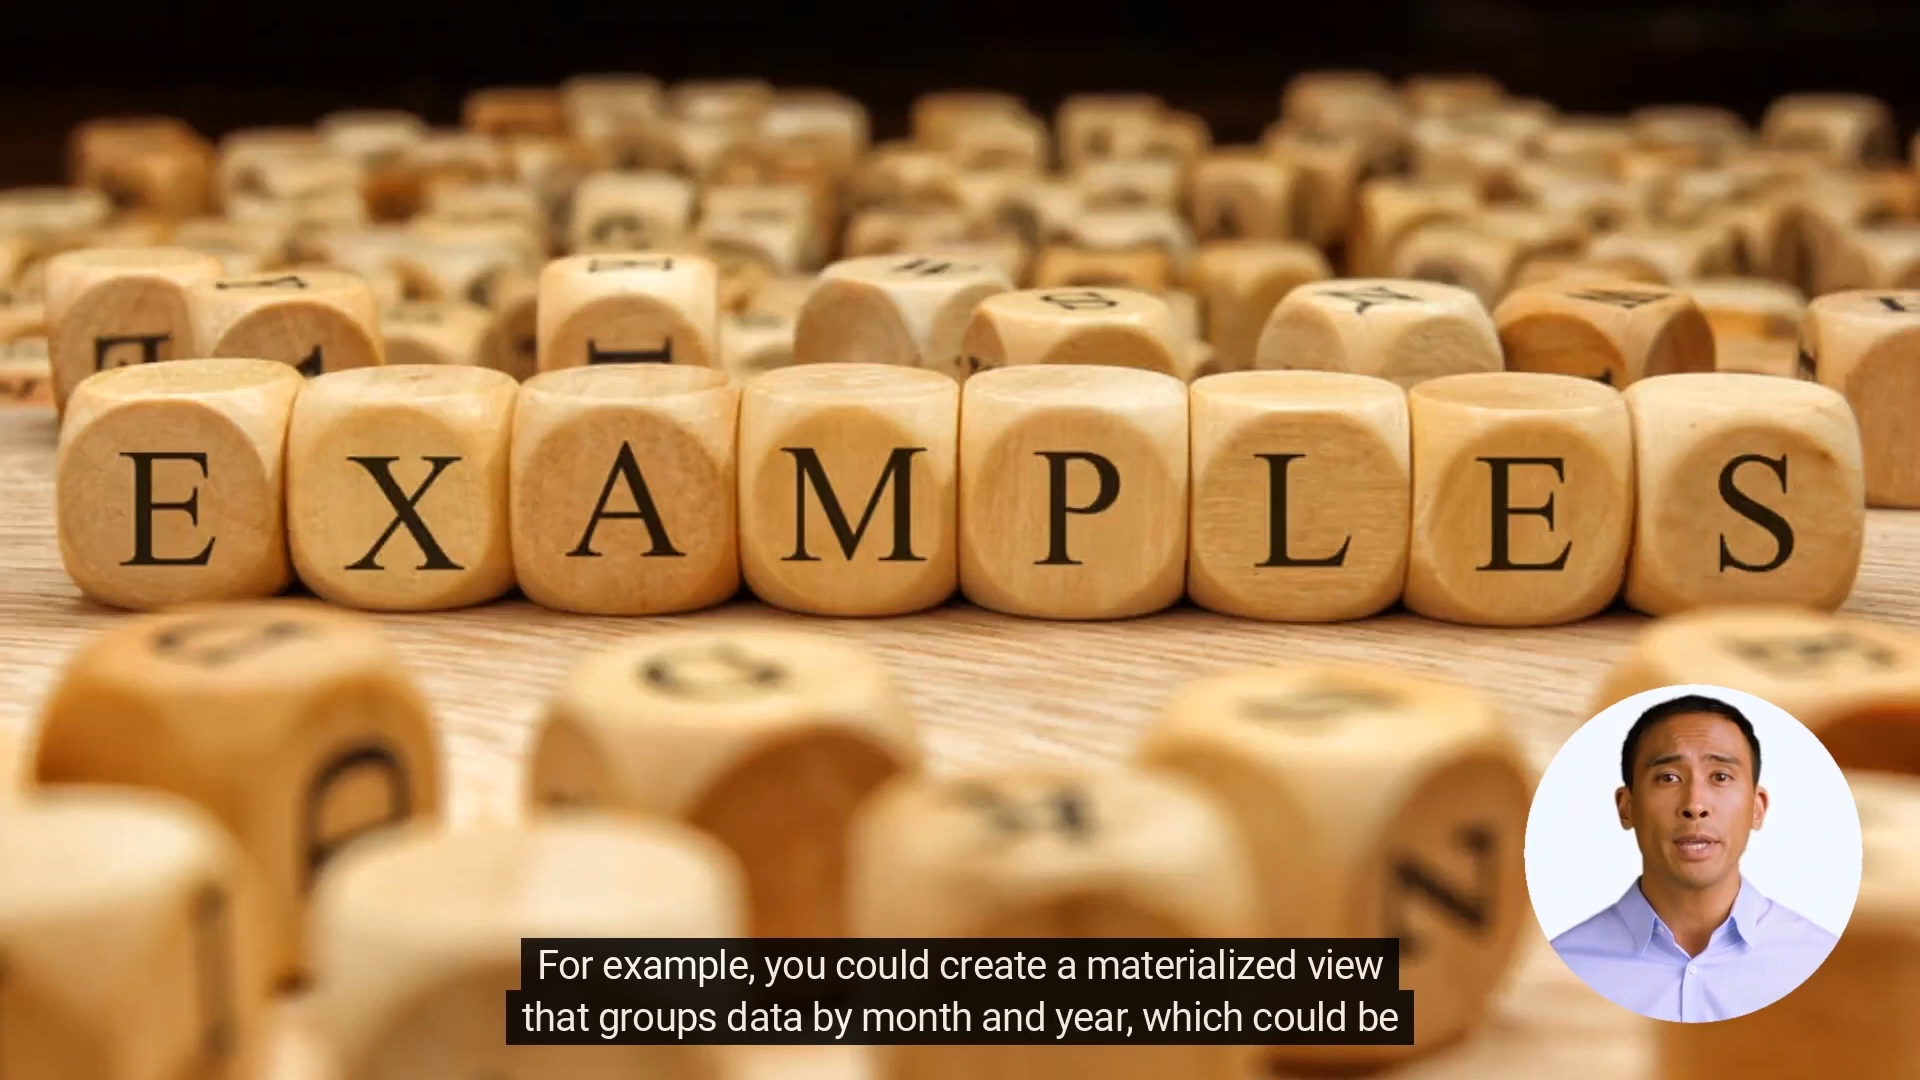 EXAMPLES
For example, you could create a materialized view
that groups data by month and year, which could be